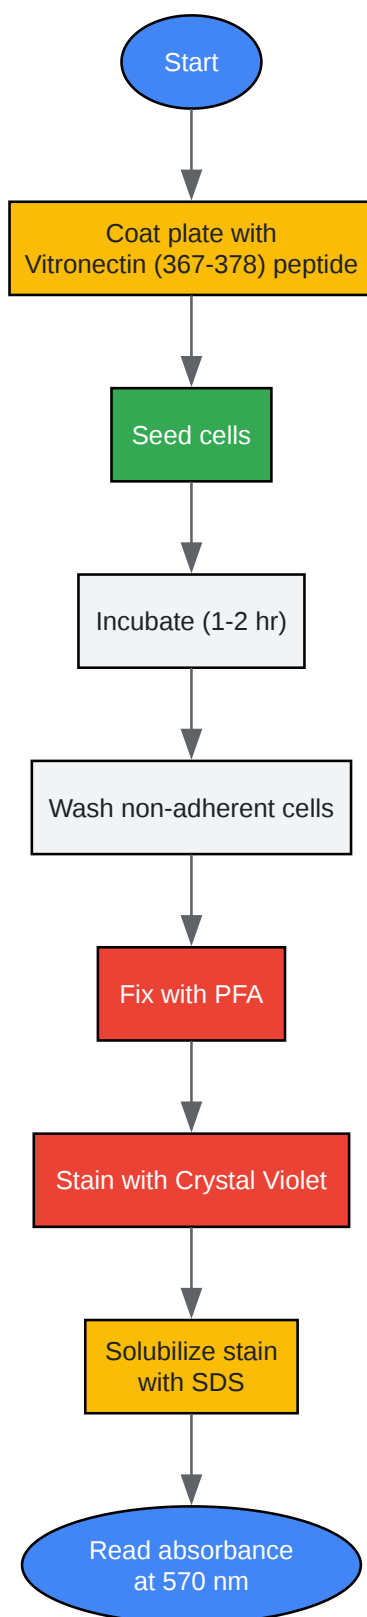 Start
Coat plate with
Vitronectin (367-378) peptide
Seed cells
Incubate (1-2 hr)
Wash non-adherent cells
Fix with PFA
Stain with Crystal Violet
Solubilize stain
with SDS
Read absorbance
at 570 nm